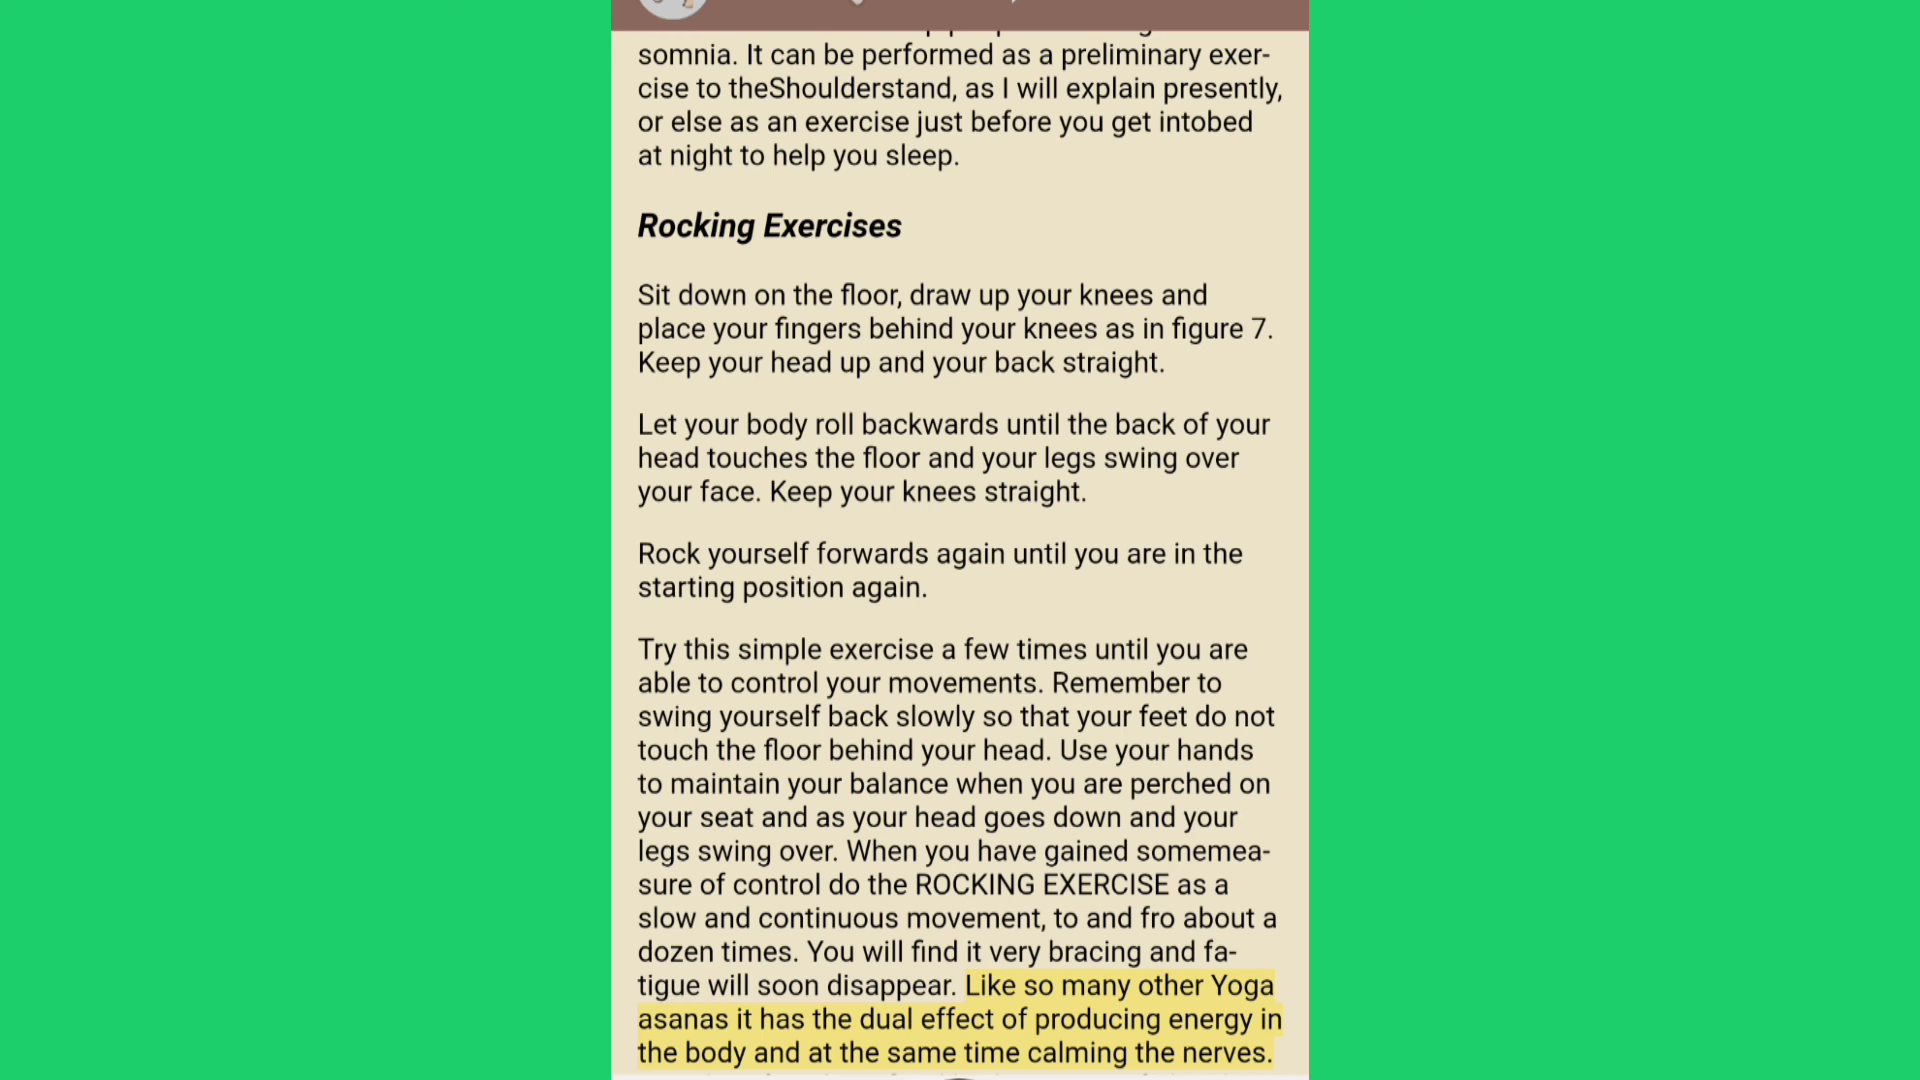 somnia. It can be performed as a preliminary exer-
cise to theShoulderstand, as I will explain presently,
or else as an exercise just before you get intobed
at night to help you sleep.
Rocking Exercises
Sit down on the floor, draw up your knees and
place your fingers behind your knees as in figure 7.
Keep your head up and your back straight.
Let your body roll backwards until the back of your
head touches the floor and your legs swing over
your face. Keep your knees straight.
Rock yourself forwards again until you are in the
starting position again.
Try this simple exercise a few times until you are
able to control your movements. Remember to
swing yourself back slowly so that your feet do not
touch the floor behind your head. Use your hands
to maintain your balance when you are perched on
your seat and as your head goes down and your
legs swing over. When you have gained somemea-
sure of control do the ROCKING EXERCISE as a
slow and continuous movement, to and fro about a
dozen times. You will find it very bracing and fa-
tigue will soon disappear. Like so many other Yoga
asanas it has the dual effect of producing energy in
the body and at the same time calming the nerves.